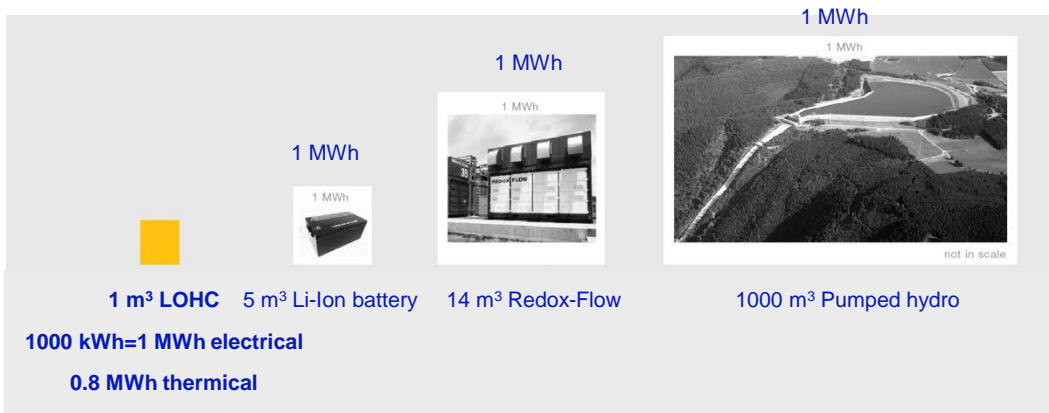 1 MWh
1 MWh
1 MWh
1 MWh
1 MWh
1 MWh
REDOX FLOW
not in scale
1 m³ LOHC 5 m³ Li-Ion battery 14 m³ Redox-Flow 1000 m³ Pumped hydro
1000 kWh=1 MWh electrical
0.8 MWh thermical